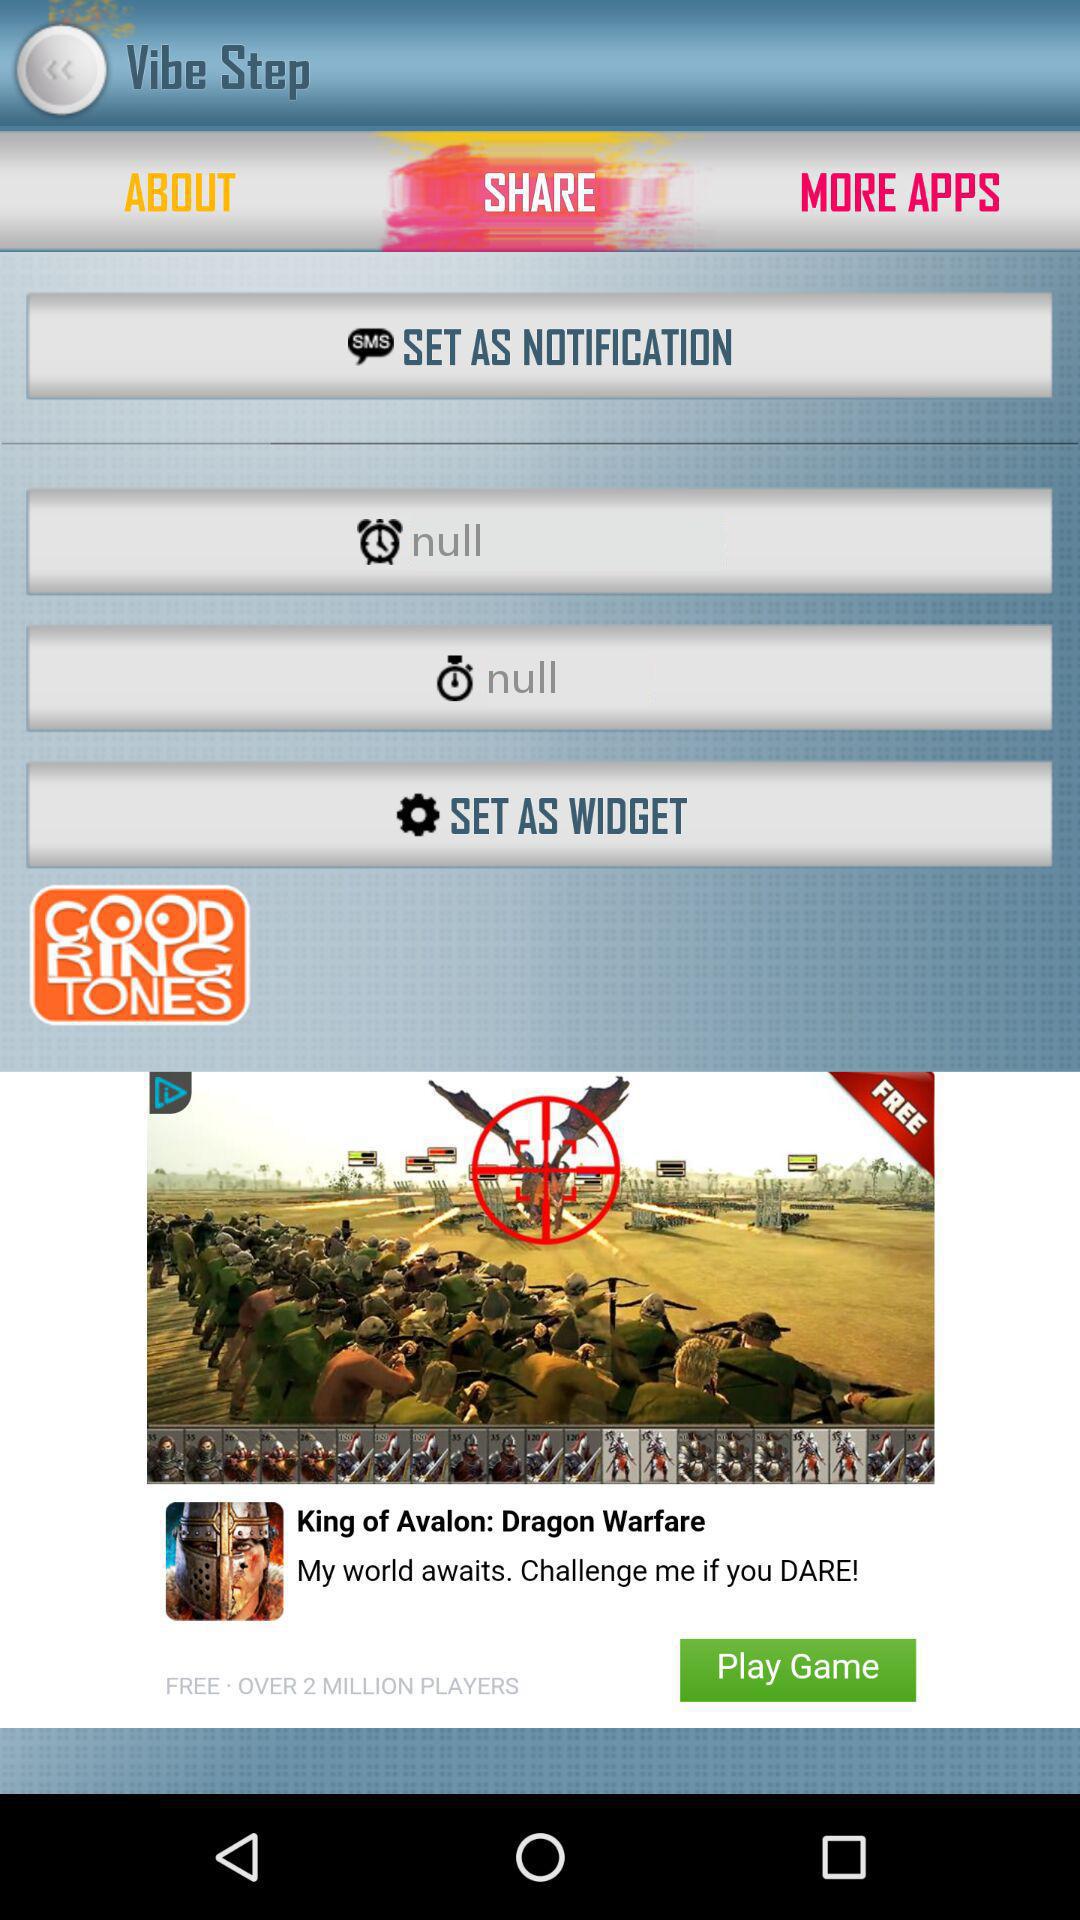 Vibe Step
ABOUT
SHARE
MORE APPS
SMS SET AS NOTIFICATION
null
null
SET AS WIDGET
GOOD
RING
TONES
FREE
King of Avalon: Dragon Warfare
My world awaits. Challenge me if you DARE!
Play Game
FREE · OVER 2 MILLION PLAYERS